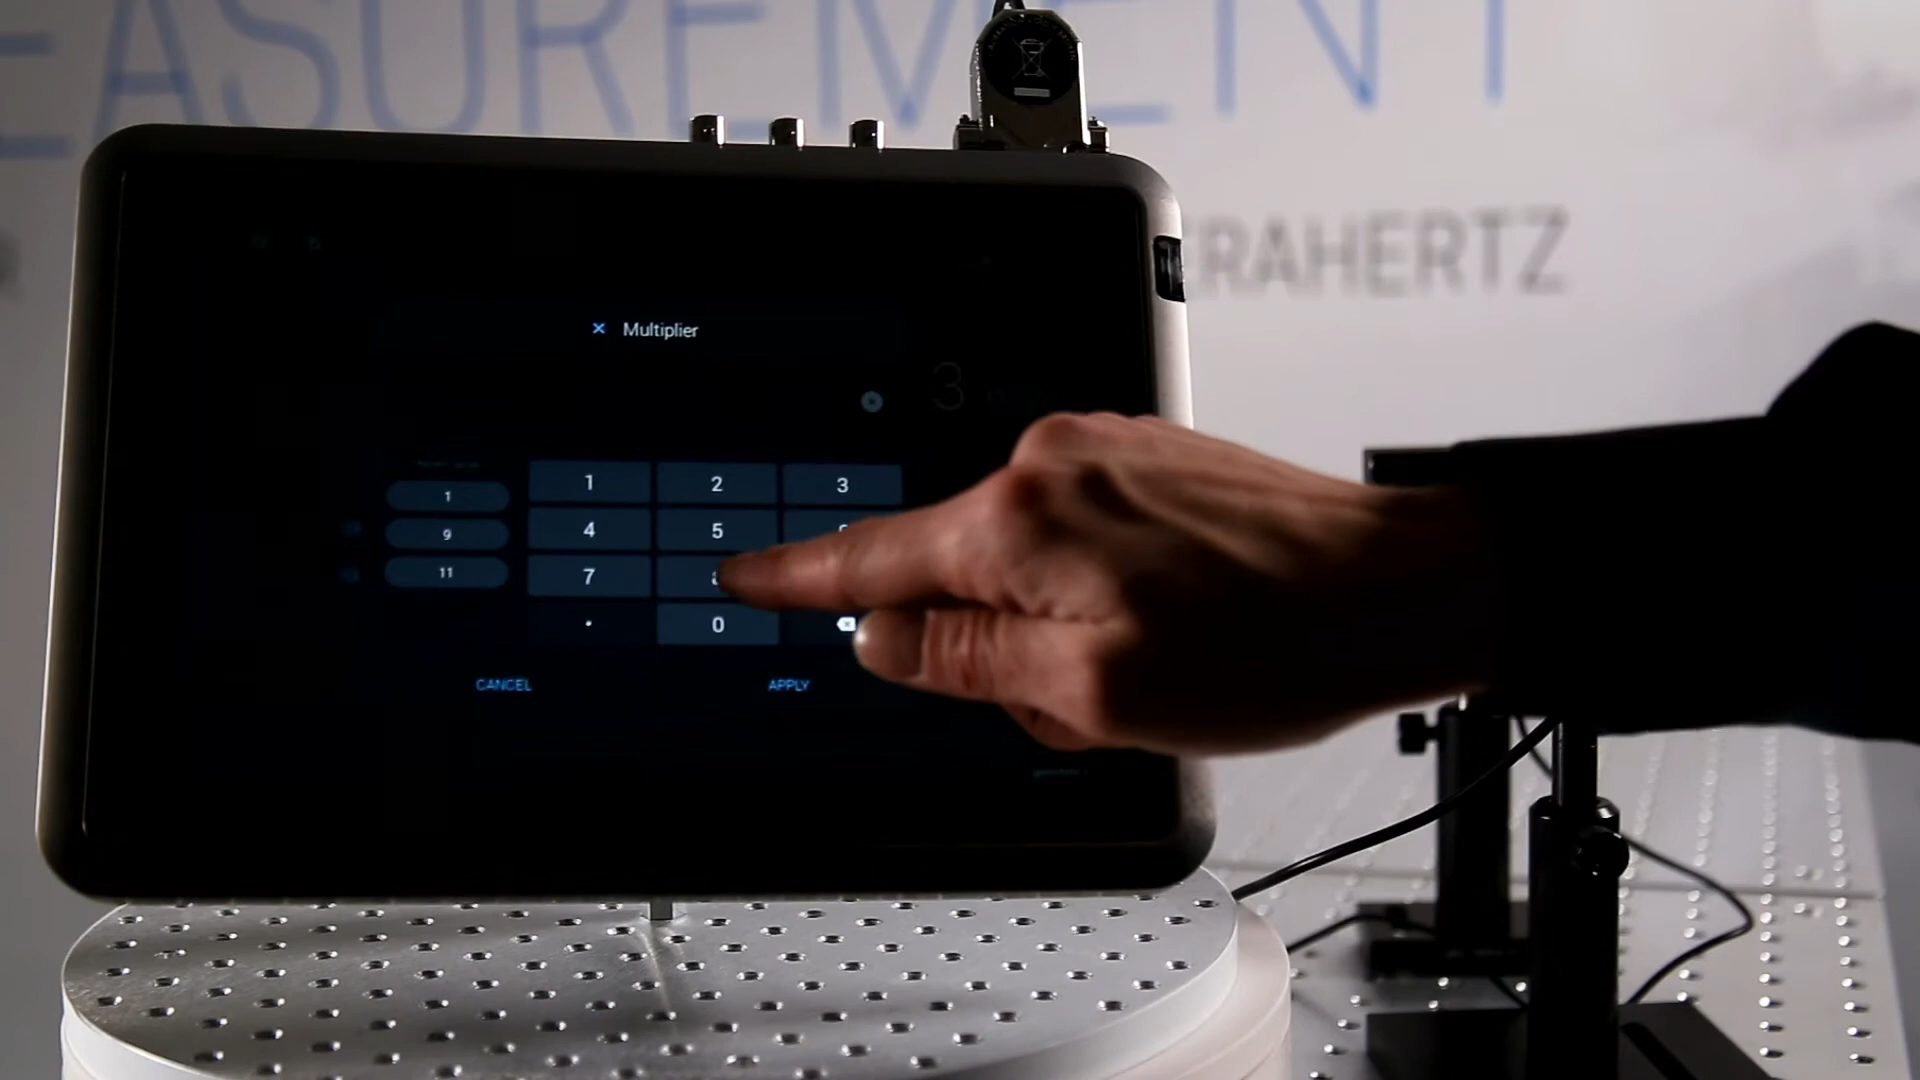 EASUREMENT
ERAHERTZ
Multiplier
3
1 2 3
1
4 5
9
7
11
0
CANCEL APPLY